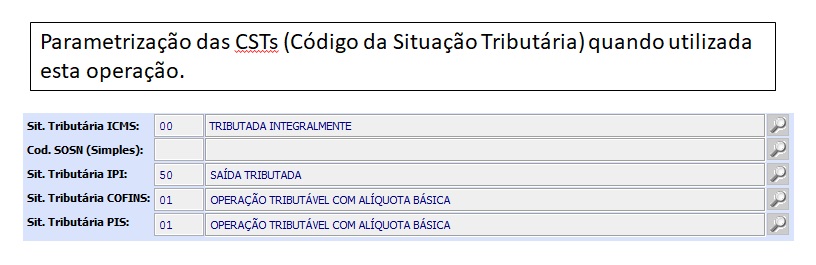 Parametrização das CSTs (Código da Situação Tributária) quando utilizada
esta operação.
Sit. Tributária ICMS: 00 TRIBUTADA INTEGRALMENTE
Cod. SOSN (Simples):
Sit. Tributária IPI: 50 SAÍDA TRIBUTADA
Sit. Tributária COFINS: 01 OPERAÇÃO TRIBUTÁVEL COM ALÍQUOTA BÁSICA
Sit. Tributária PIS: 01 OPERAÇÃO TRIBUTÁVEL COM ALÍQUOTA BÁSICA